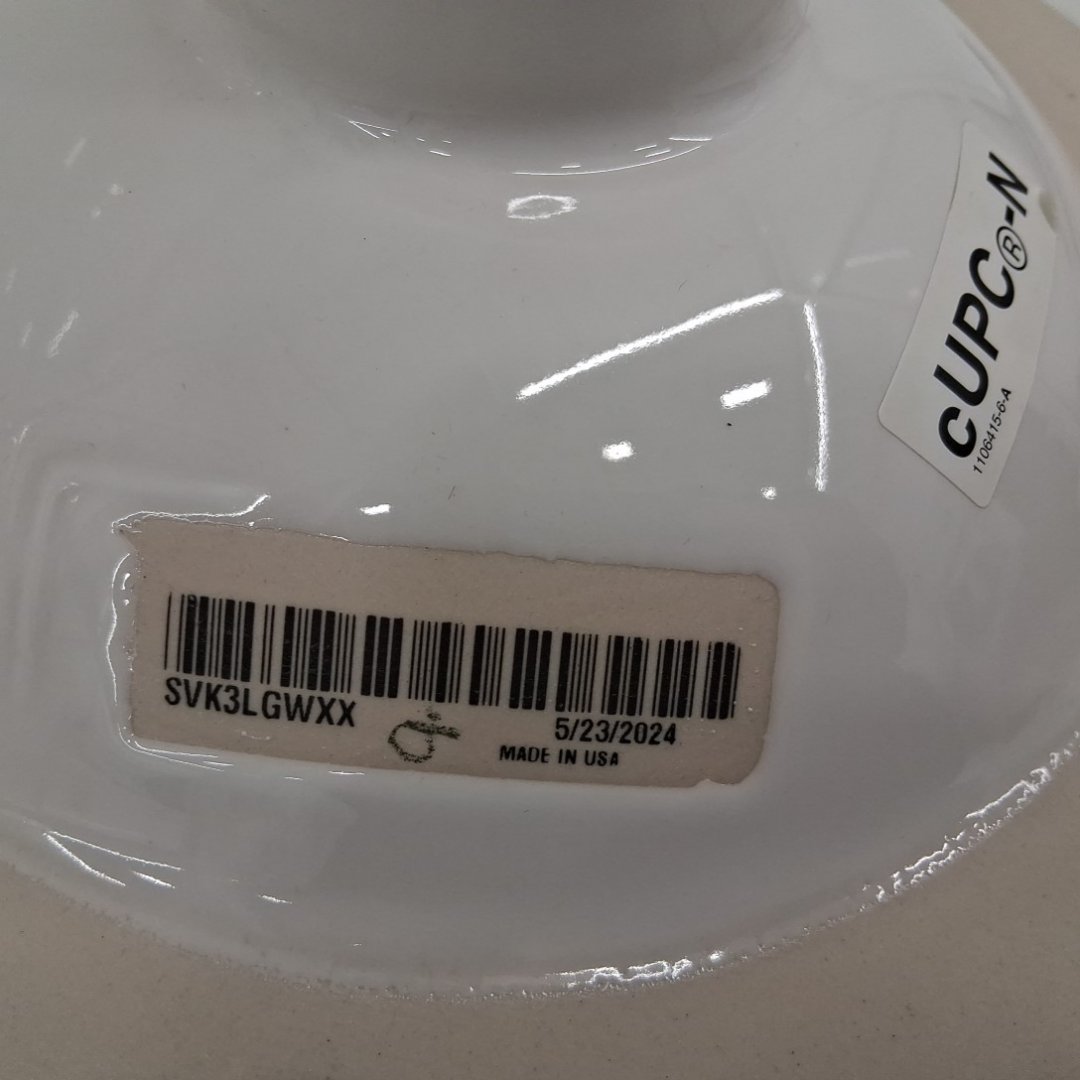 cUPC®-N
1106415-6-A
SVK3LGWXX
5/23/2024
MADE IN USA